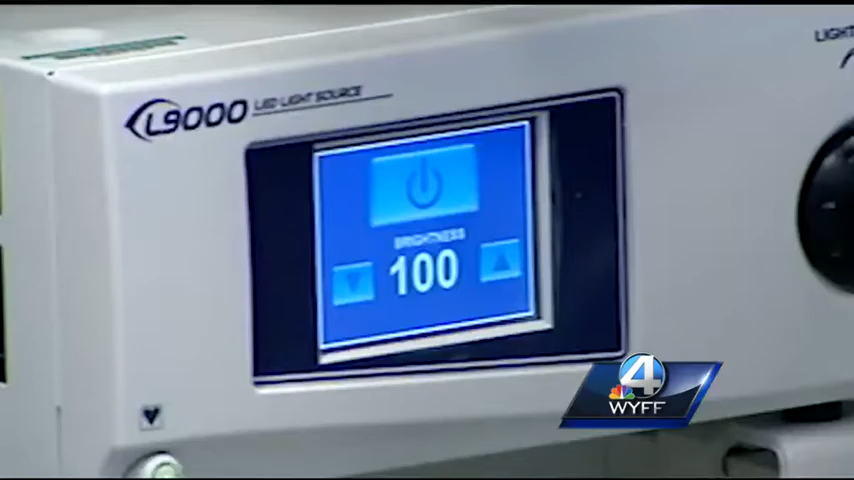 L9000 LED LIGHT SOURCE
LIGHT
BRIGHTNESS
100
4
WYFF